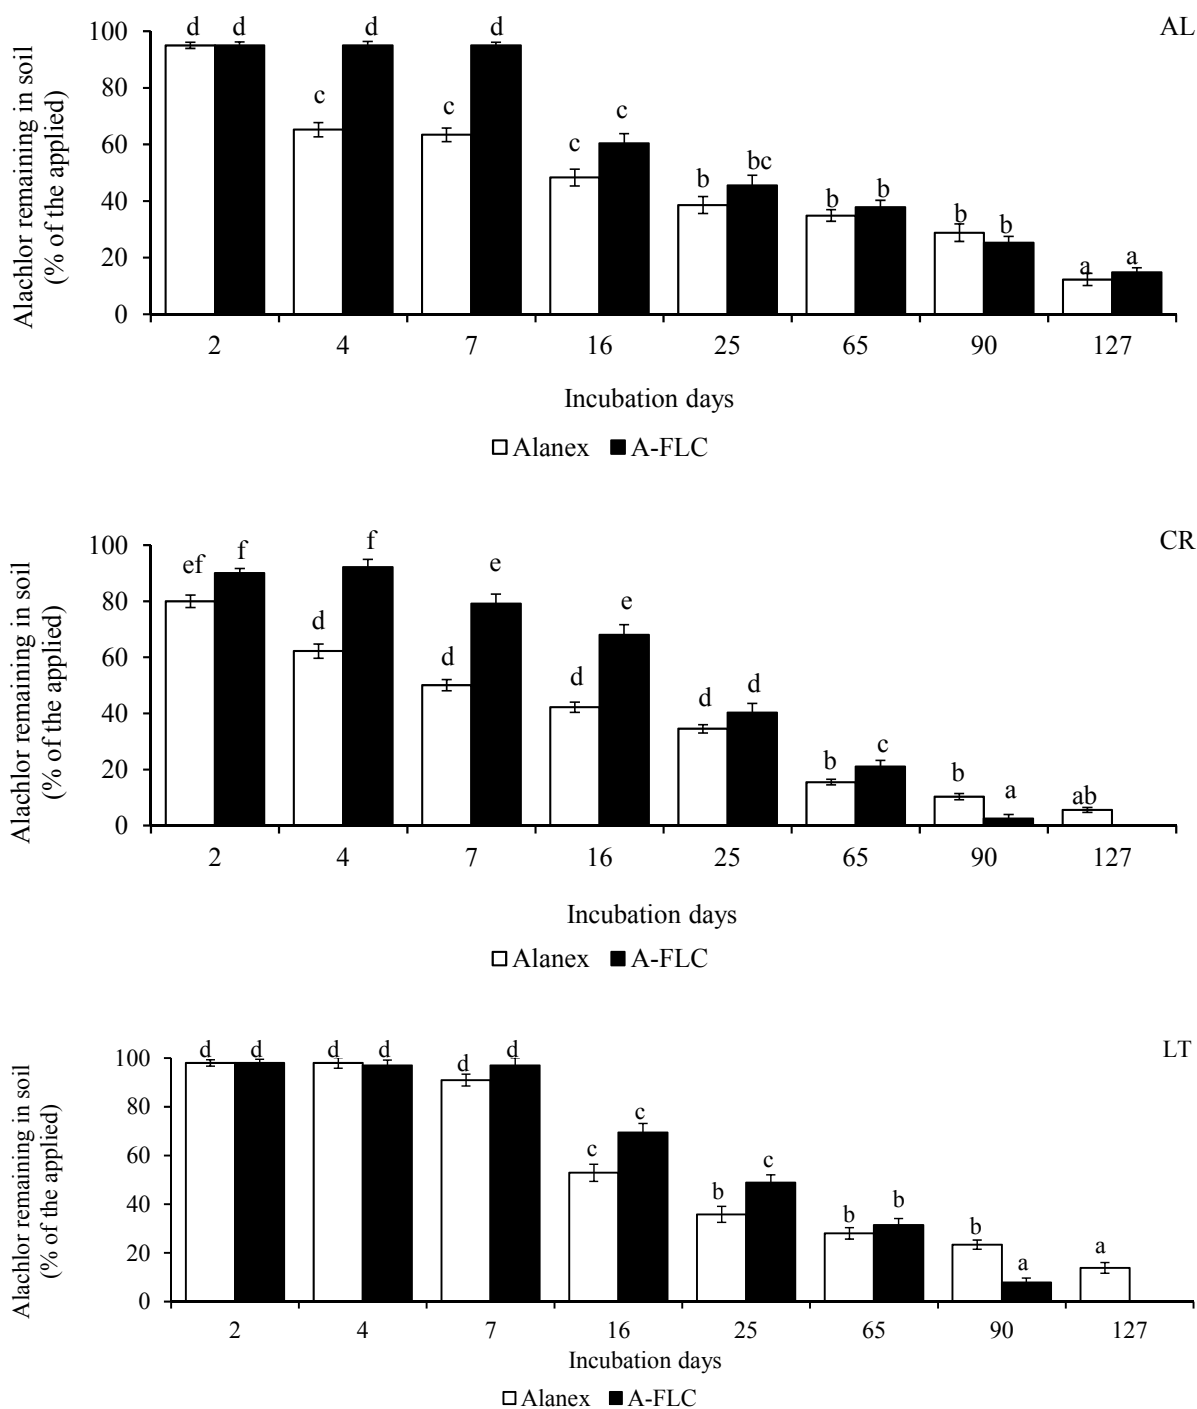 AL
Alachlor remaining in soil
(% of the applied)
100
80
60
40
20
0
d d d d
c c c c
b bc b b b b
a a
2 4 7 16 25 65 90 127
Incubation days
Alanex A-FLC
CR
Alachlor remaining in soil
(% of the applied)
100
80
60
40
20
0
ef f d f d e d e d d b c b a ab
2 4 7 16 25 65 90 127
Incubation days
Alanex A-FLC
LT
Alachlor remaining in soil
(% of the applied)
100
80
60
40
20
0
d d d d d d c c b c b b b a a
2 4 7 16 25 65 90 127
Incubation days
Alanex A-FLC